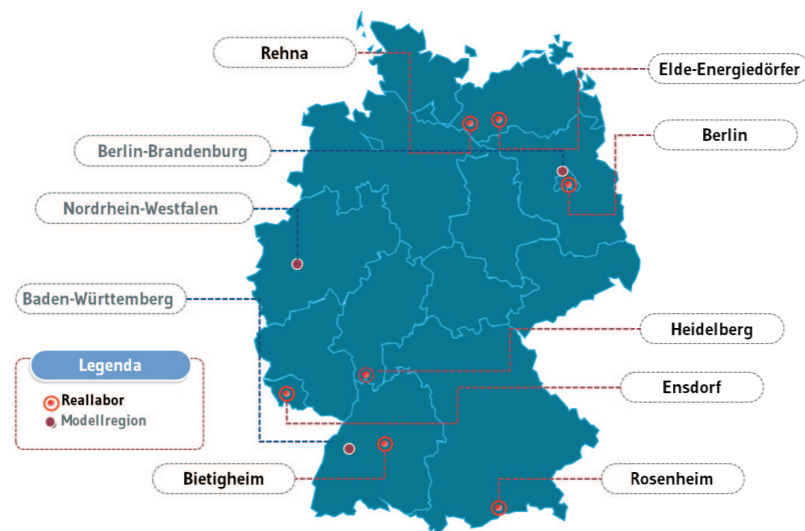 Rehna
Elde-Energiedörfer
Berlin
Berlin-Brandenburg
Nordrhein-Westfalen
Baden-Württemberg
Heidelberg
Legenda
Ensdorf
Reallabor
Modellregion
Bietigheim
Rosenheim